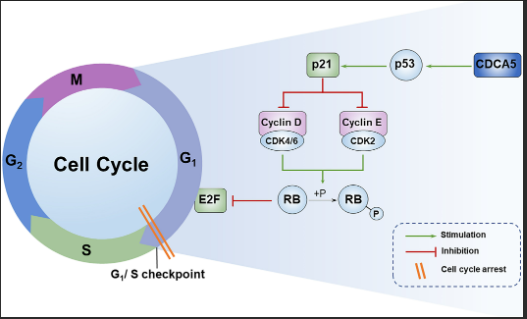 M
G2
Cell Cycle
G1
S
G1/ S checkpoint
p21
p53
CDCA5
Cyclin D
CDK4/6
Cyclin E
CDK2
E2F
RB
+P
RB
P
Stimulation
Inhibition
Cell cycle arrest